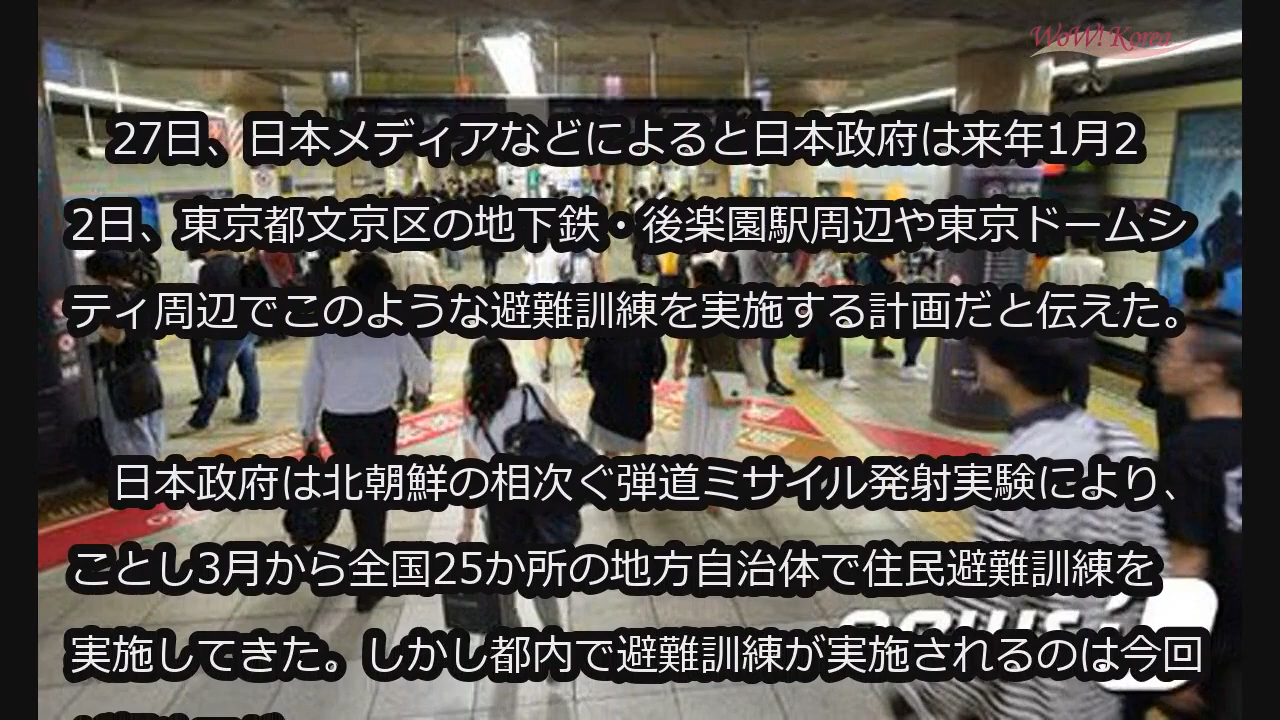 WoW! Korea
27日、日本メディアなどによると日本政府は来年1月2
2日、東京都文京区の地下鉄・後楽園駅周辺や東京ドームシ
ティ周辺でこのような避難訓練を実施する計画だと伝えた。
日本政府は北朝鮮の相次ぐ弾道ミサイル発射実験により、
ことし3月から全国25か所の地方自治体で住民避難訓練を
実施してきた。しかし都内で避難訓練が実施されるのは今回